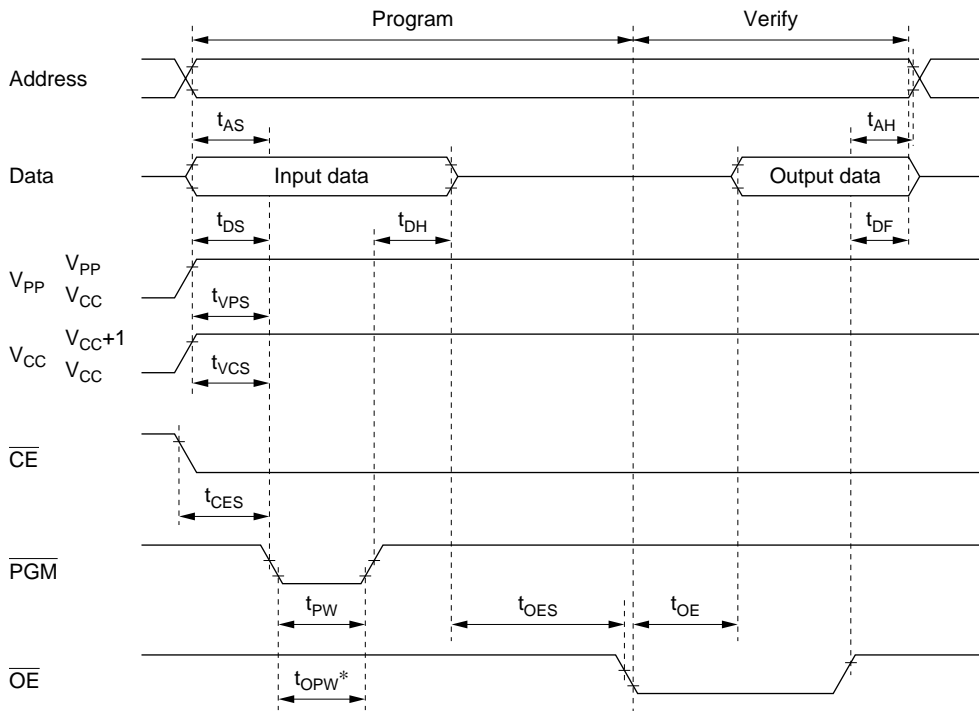 Program Verify
Address
tAS tAH
Data Input data Output data
tDS tDH tDF
VPP VPP
VCC
tVPS
VCC VCC+1
VCC
tVCS
CE
tCES
PGM
tPW tOES tOE
OE
tOPW*